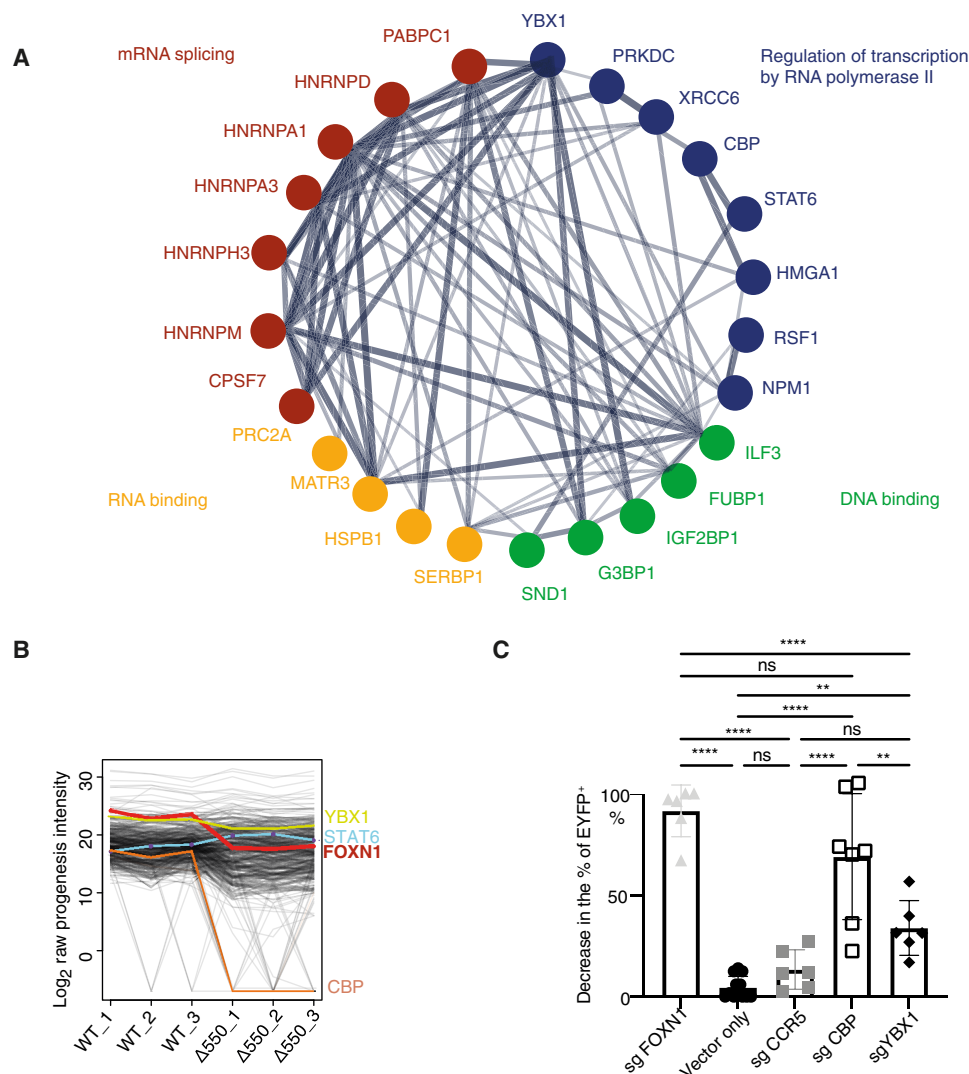 A
mRNA splicing
Regulation of transcription
by RNA polymerase II
YBX1
PRKDC
XRCC6
CBP
STAT6
HMGA1
RSF1
NPM1
ILF3
FUBP1
IGF2BP1
G3BP1
SND1
SERBP1
HSPB1
MATR3
PRC2A
CPSF7
HNRNPM
HNRNPH3
HNRNPA3
HNRNPA1
HNRNPD
PABPC1
RNA binding
DNA binding
B
Log2 raw progenesis intensity
30
20
10
0
YBX1
STAT6
FOXN1
CBP
WT_1
WT_2
WT_3
Δ550_1
Δ550_2
Δ550_3
C
****
ns
**
****
**** ns
**** ns **** **
Decrease in the % of EYFP+
100
%
50
0
sg FOXN1
Vector only
sg CCR5
sg CBP
sgYBX1